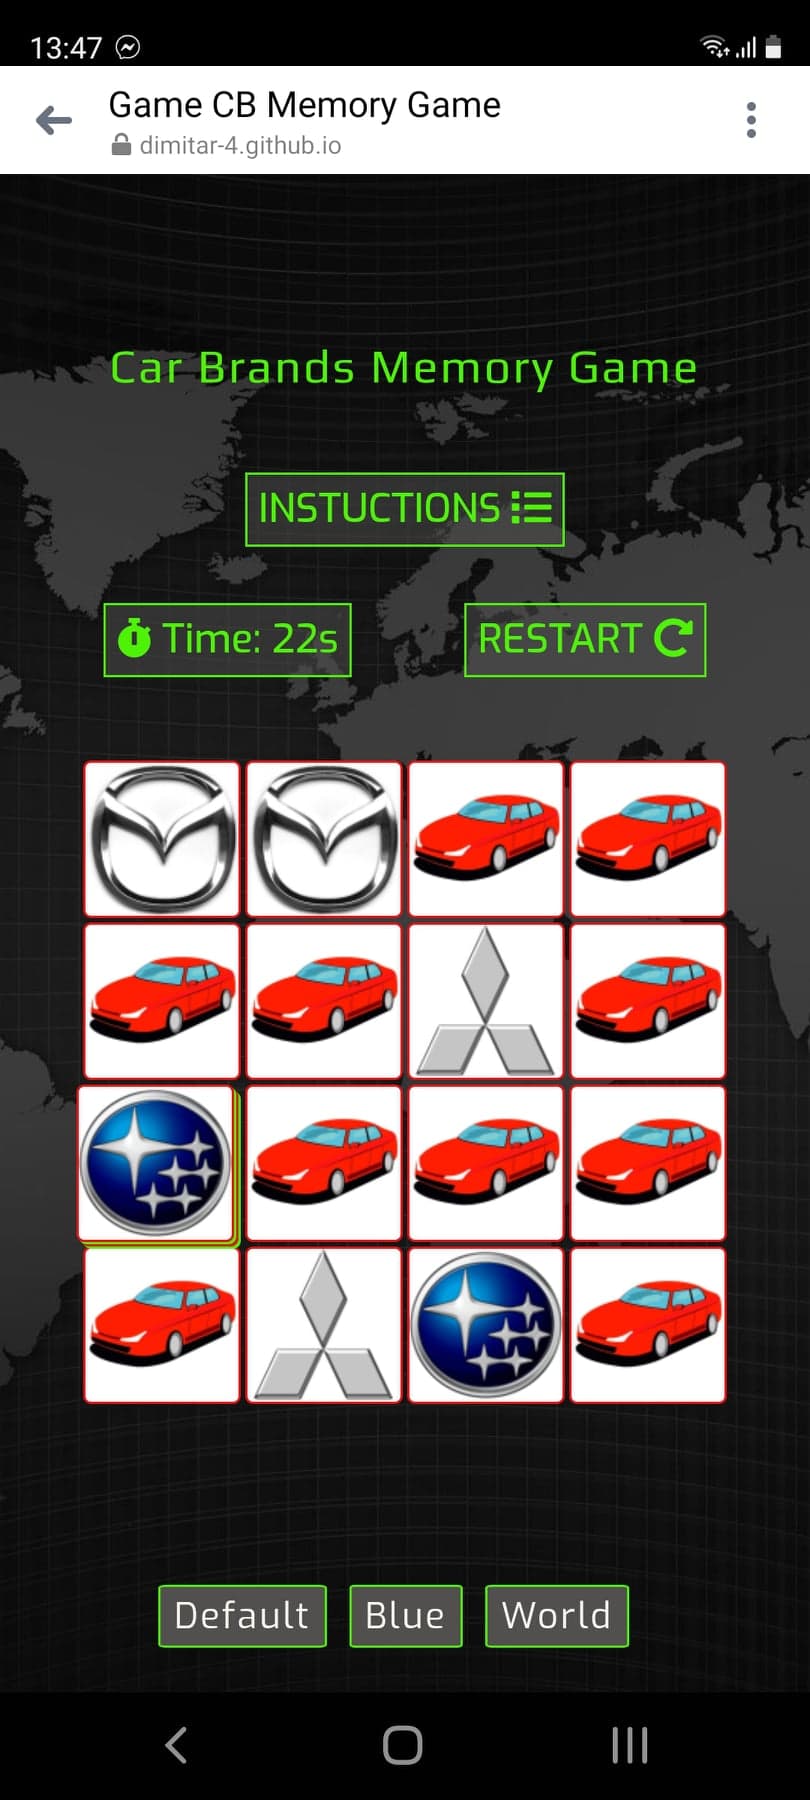 13:47
Game CB Memory Game
dimitar-4.github.io
Car Brands Memory Game
INSTUCTIONS
Time: 22s
RESTART
Default
Blue
World